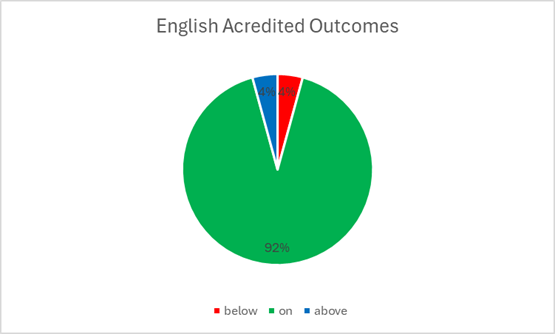 English Acredited Outcomes
4% 4%
92%
below on above